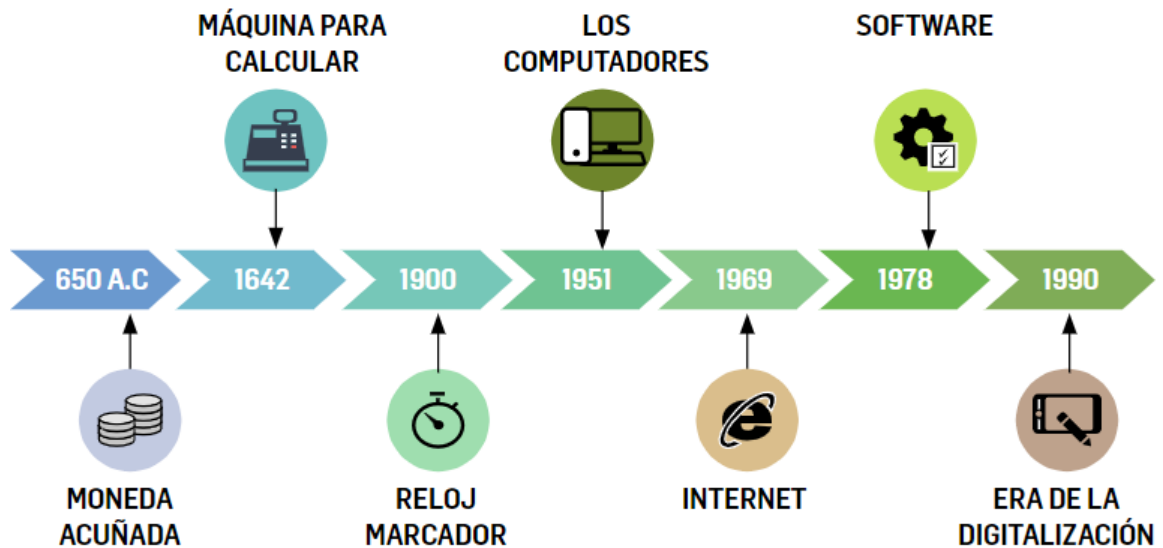 MÁQUINA PARA
CALCULAR
LOS
COMPUTADORES
SOFTWARE
650 A.C
1642
1900
1951
1969
1978
1990
MONEDA
ACUÑADA
RELOJ
MARCADOR
INTERNET
ERA DE LA
DIGITALIZACIÓN